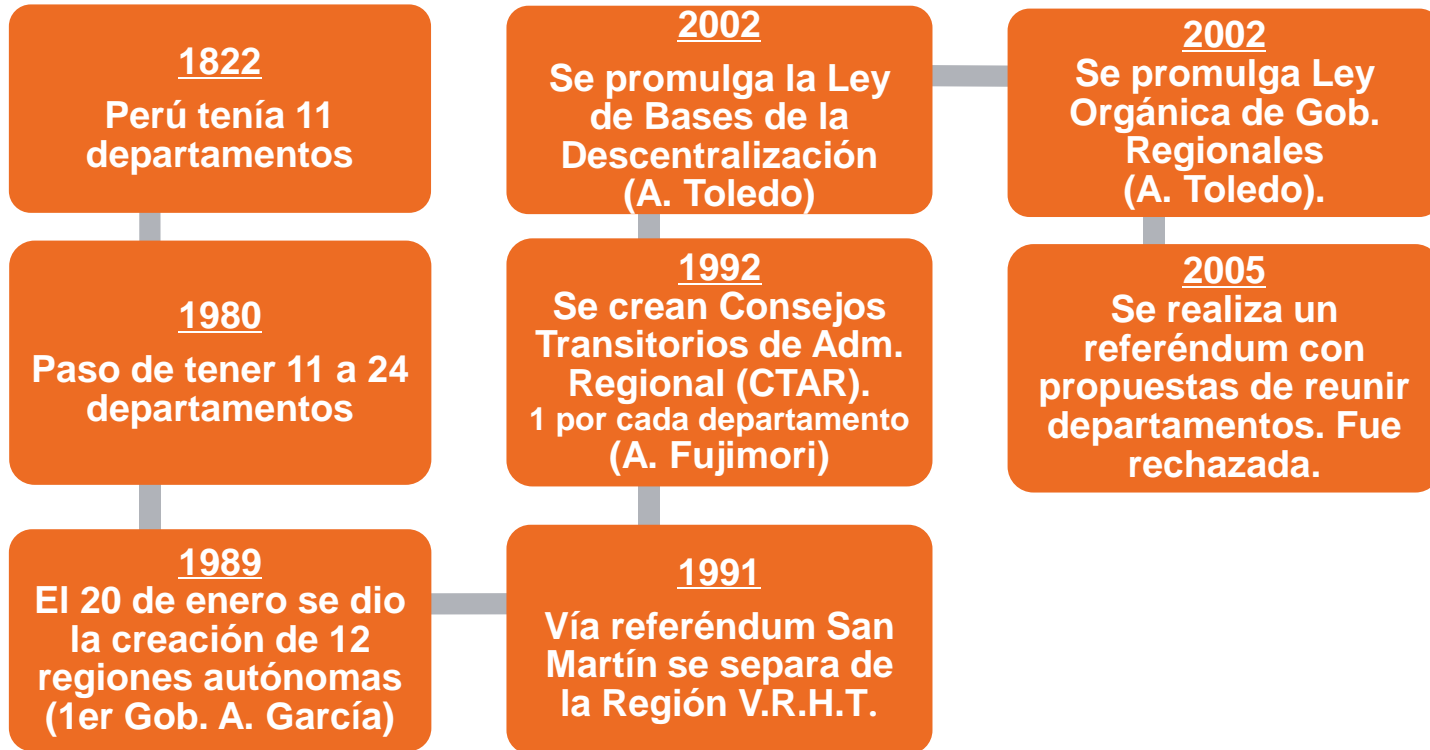 1822
Perú tenía 11
departamentos
1980
Paso de tener 11 a 24
departamentos
1989
El 20 de enero se dio
la creación de 12
regiones autónomas
(1er Gob. A. García)
1991
Vía referéndum San
Martín se separa de
la Región V.R.H.T.
1992
Se crean Consejos
Transitorios de Adm.
Regional (CTAR).
1 por cada departamento
(A. Fujimori)
2002
Se promulga la Ley
de Bases de la
Descentralización
(A. Toledo)
2002
Se promulga Ley
Orgánica de Gob.
Regionales
(A. Toledo).
2005
Se realiza un
referéndum con
propuestas de reunir
departamentos. Fue
rechazada.